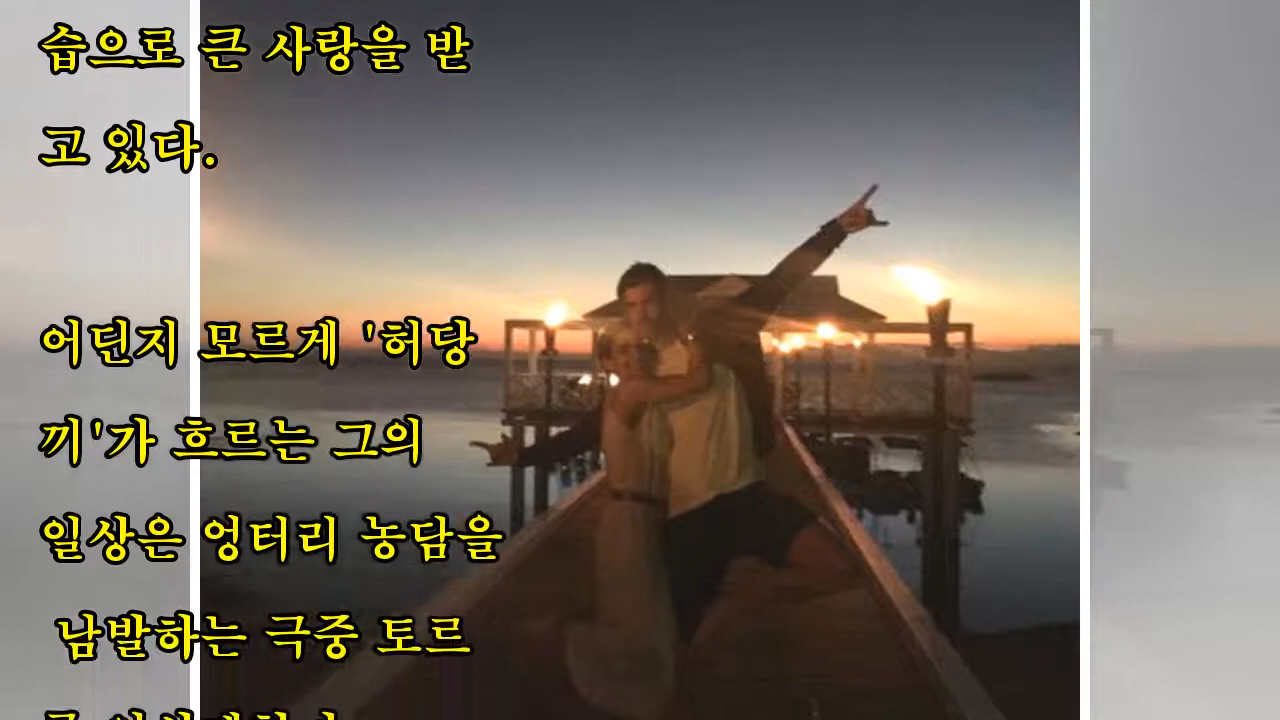 습으로 큰 사랑을 받
고 있다.
어딘지 모르게 '허당
끼'가 흐르는 그의
일상은 엉터리 농담을
남발하는 극중 토르